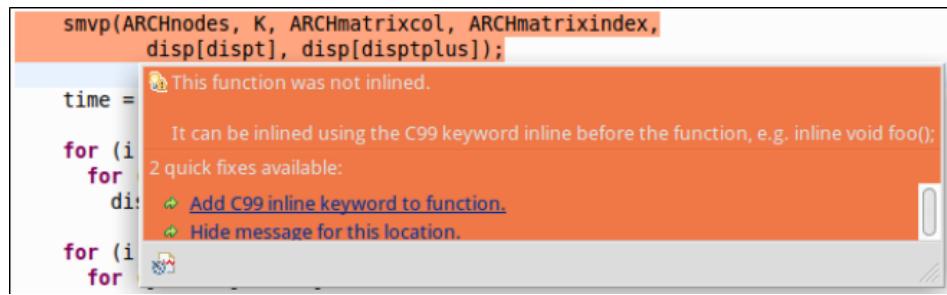 smvp(ARCHnodes, K, ARCHmatrixcol, ARCHmatrixindex,
disp[dispt], disp[disptplus]);
This function was not inlined.
time =
It can be inlined using the C99 keyword inline before the function, e.g. inline void foo();
for (i
2 quick fixes available:
for
dis
Add C99 inline keyword to function.
Hide message for this location.
for (i
for